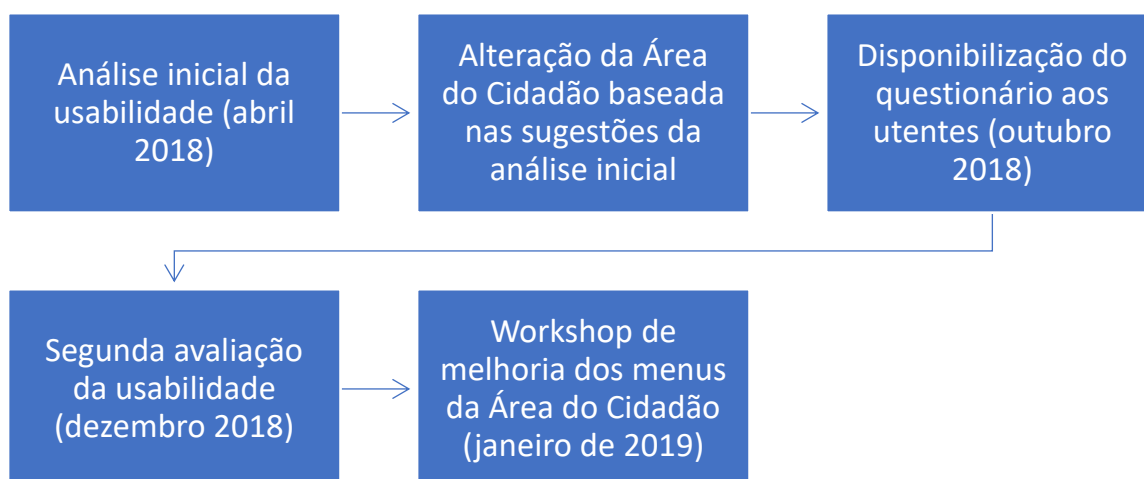 Análise inicial da
usabilidade (abril
2018)
Alteração da Área
do Cidadão baseada
nas sugestões da
análise inicial
Disponibilização do
questionário aos
utentes (outubro
2018)
Segunda avaliação
da usabilidade
(dezembro 2018)
Workshop de
melhoria dos menus
da Área do Cidadão
(janeiro de 2019)